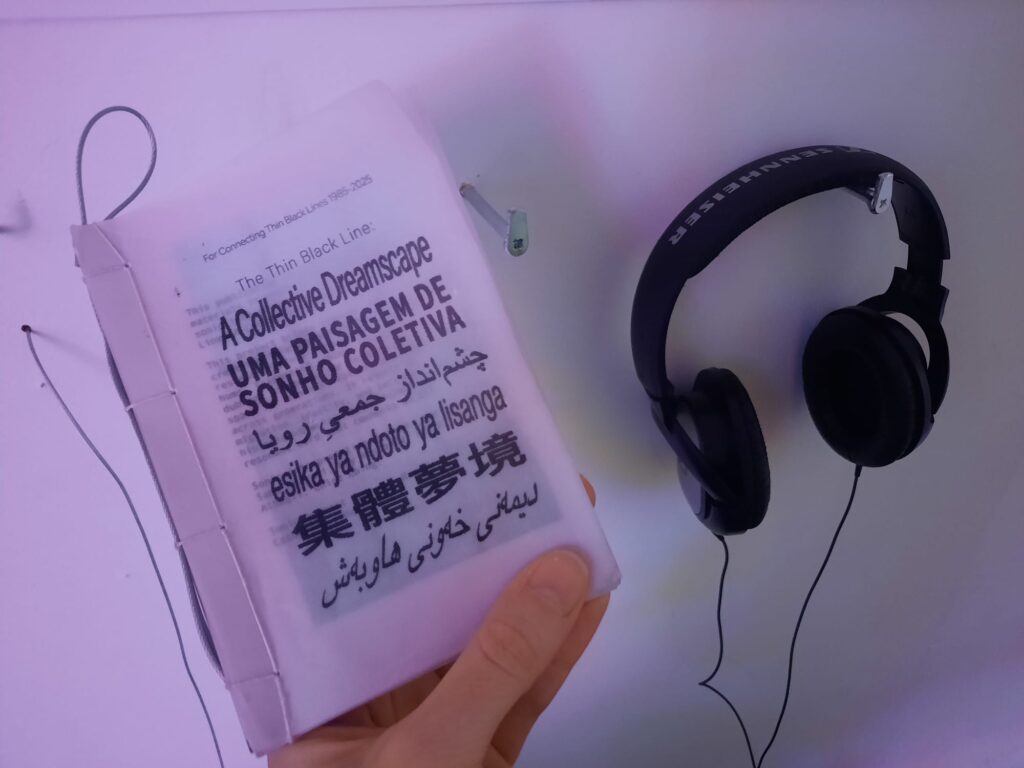 For Connecting Thin Black Lines 1985-2025
The Thin Black Line:
A Collective Dreamscape
UMA PAISAGEM DE
SONHO COLETIVA
چشم‌انداز جمعیِ رویا
esika ya ndoto ya lisanga
集體夢境
دیمەنی خەونی هاوبەش
SENNHEISER